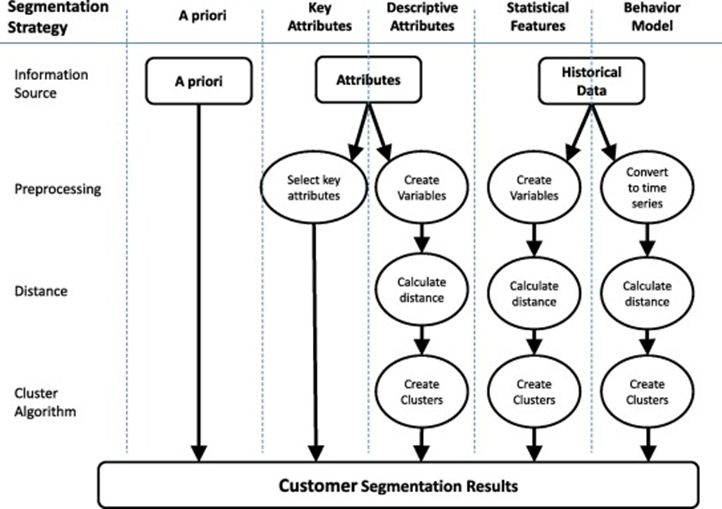 Segmentation
Strategy
A priori
Key
Attributes
Descriptive
Attributes
Statistical
Features
Behavior
Model
Information
Source
A priori
Attributes
Historical
Data
Preprocessing
Select key
attributes
Create
Variables
Create
Variables
Convert
to time
series
Distance
Calculate
distance
Calculate
distance
Calculate
distance
Cluster
Algorithm
Create
Clusters
Create
Clusters
Create
Clusters
Customer Segmentation Results